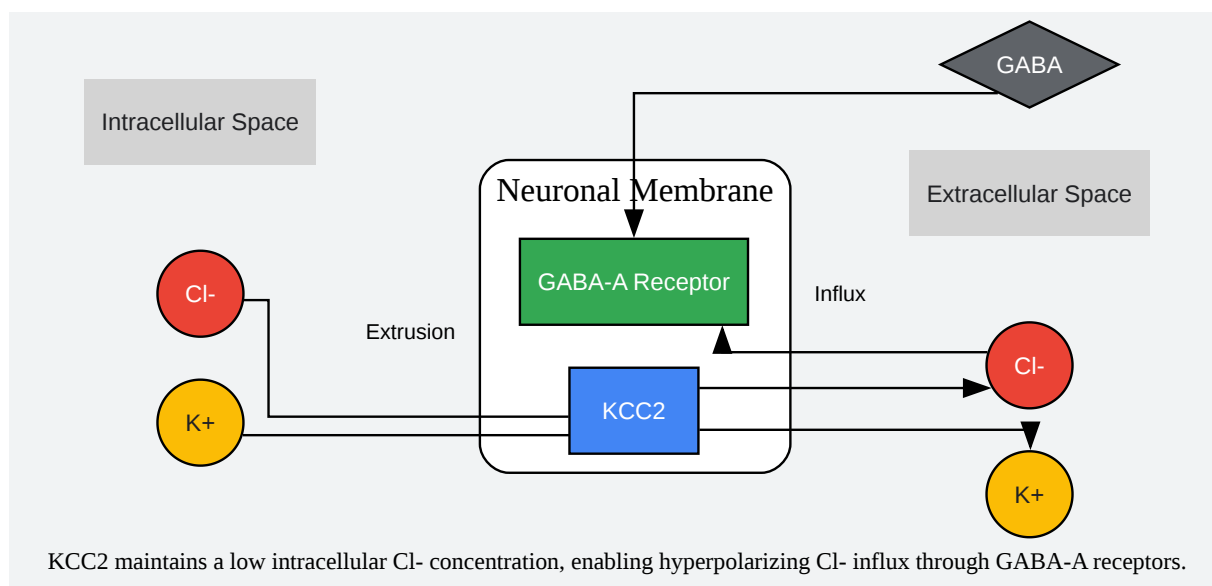 GABA
Intracellular Space
Extracellular Space
Neuronal Membrane
GABA-A Receptor
Cl-
Influx
Extrusion
Cl-
KCC2
K+
K+
KCC2 maintains a low intracellular Cl- concentration, enabling hyperpolarizing Cl- influx through GABA-A receptors.